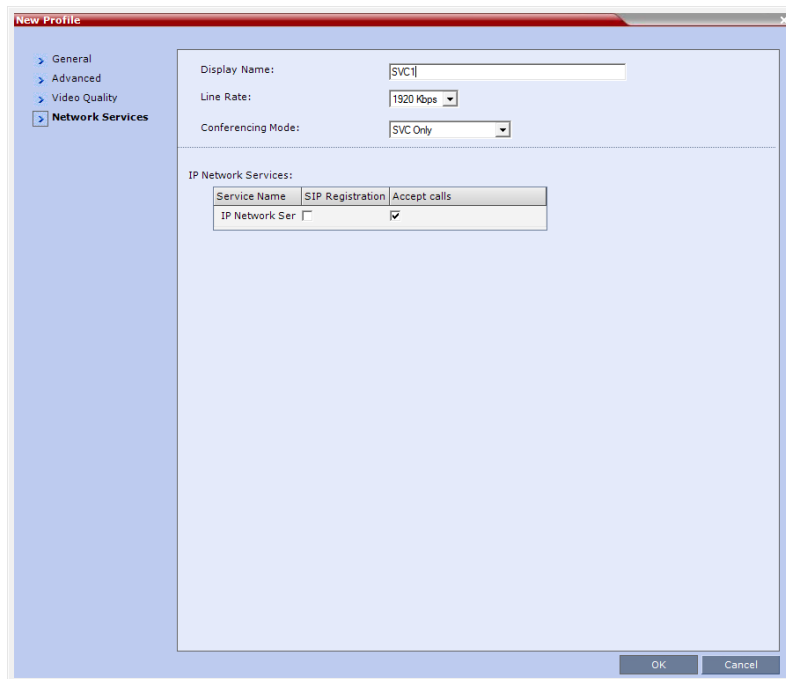 New Profile
General
Advanced
Video Quality
Network Services
Display Name: SVC1
Line Rate: 1920 Kbps
Conferencing Mode: SVC Only
IP Network Services:
Service Name SIP Registration Accept calls
IP Network Ser
OK Cancel